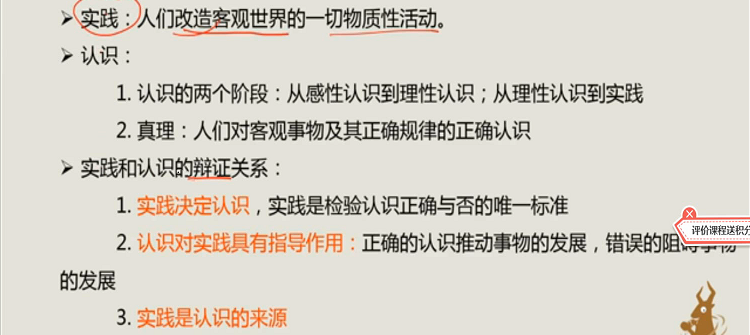 ➢ 实践：人们改造客观世界的一切物质性活动。
➢ 认识：
1. 认识的两个阶段：从感性认识到理性认识；从理性认识到实践
2. 真理：人们对客观事物及其正确规律的正确认识
➢ 实践和认识的辩证关系：
1. 实践决定认识，实践是检验认识正确与否的唯一标准
2. 认识对实践具有指导作用：正确的认识推动事物的发展，错误的阻碍事物
的发展
评价课程送积分
3. 实践是认识的来源